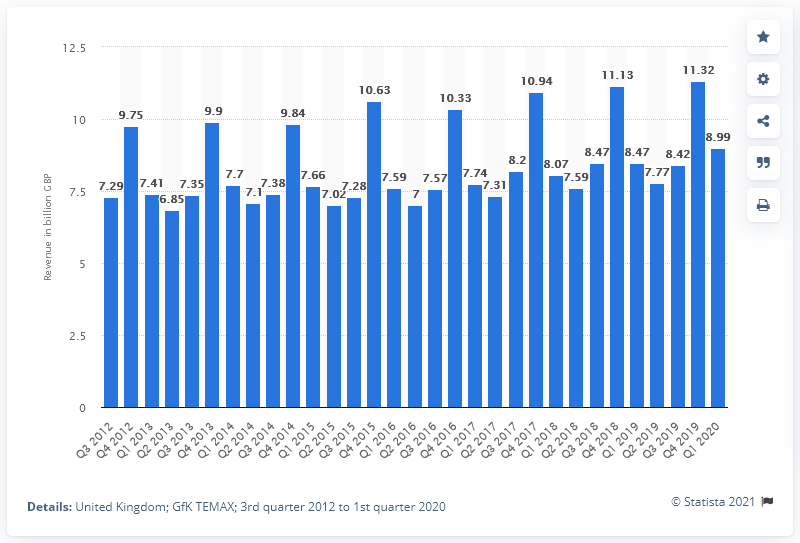 12.5
10
7.5
5
2.5
0
Revenue in billion GBP
7.29
9.75
7.41
6.85
7.35
9.9
7.7
7.1
7.38
9.84
7.66
7.02
7.28
10.63
7.59
7
7.57
10.33
7.74
7.31
8.2
10.94
8.07
7.59
8.47
11.13
8.47
7.77
8.42
11.32
8.99
Q3 2012
Q4 2012
Q1 2013
Q2 2013
Q3 2013
Q4 2013
Q1 2014
Q2 2014
Q3 2014
Q4 2014
Q1 2015
Q2 2015
Q3 2015
Q4 2015
Q1 2016
Q2 2016
Q3 2016
Q4 2016
Q1 2017
Q2 2017
Q3 2017
Q4 2017
Q1 2018
Q2 2018
Q3 2018
Q4 2018
Q1 2019
Q2 2019
Q3 2019
Q4 2019
Q1 2020
© Statista 2021
Details: United Kingdom; GfK TEMAX; 3rd quarter 2012 to 1st quarter 2020